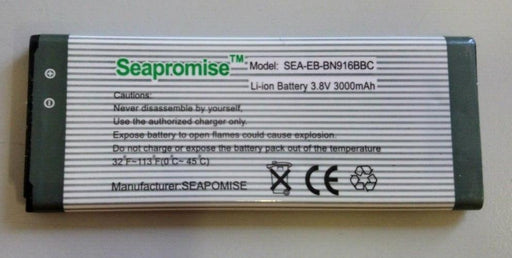 Seapromise™
Model: SEA-EB-BN916BBC
Li-ion Battery 3.8V 3000mAh
Cautions:
Never disassemble by yourself,
Use the authorized charger only.
Expose battery to open flames could cause explosion.
Do not charge or expose the battery pack out of the temperature
32°F~113°F(0°C~ 45°C)
Manufacturer:SEAPOMISE
CE